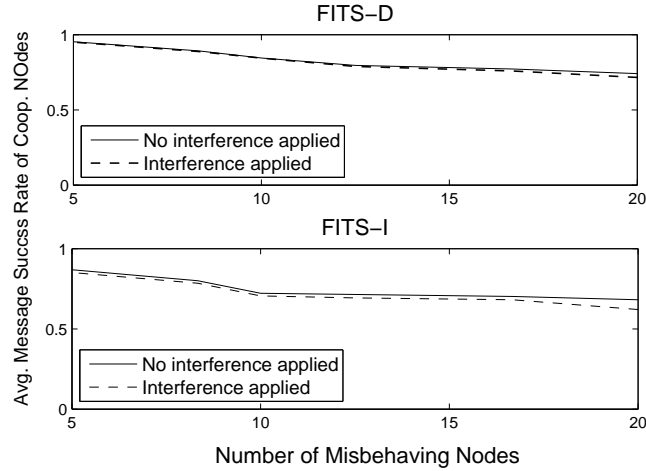 FITS-D
1
0.5
0
No interference applied
Interference applied
5
10
15
20
Avg. Message Succss Rate of Coop. NOdes
FITS-I
1
0.5
0
No interference applied
Interference applied
5
10
15
20
Number of Misbehaving Nodes